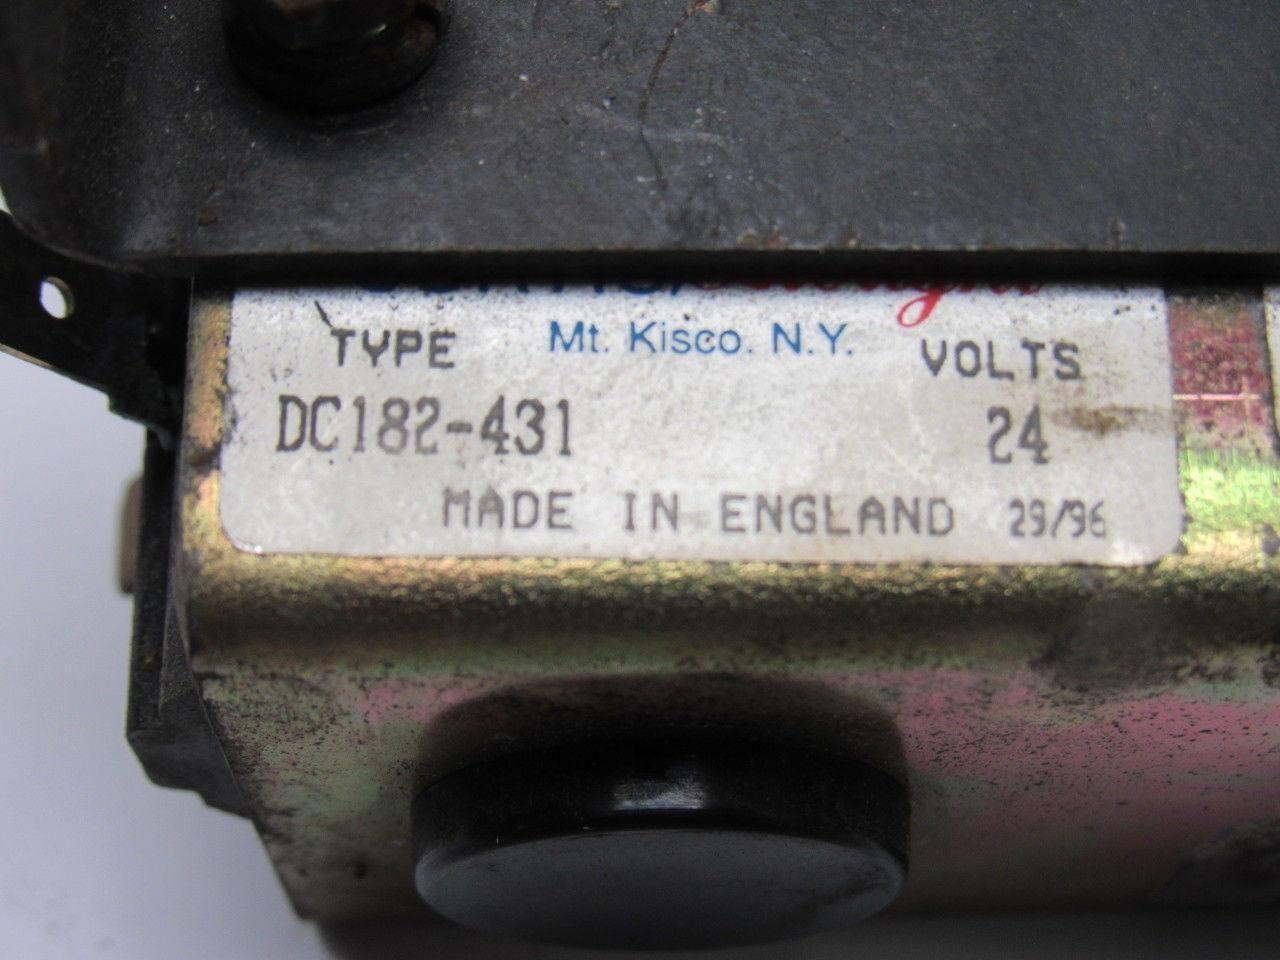 TYPE Mt. Kisco. N.Y. VOLTS
DC182-431 24
MADE IN ENGLAND 29/96